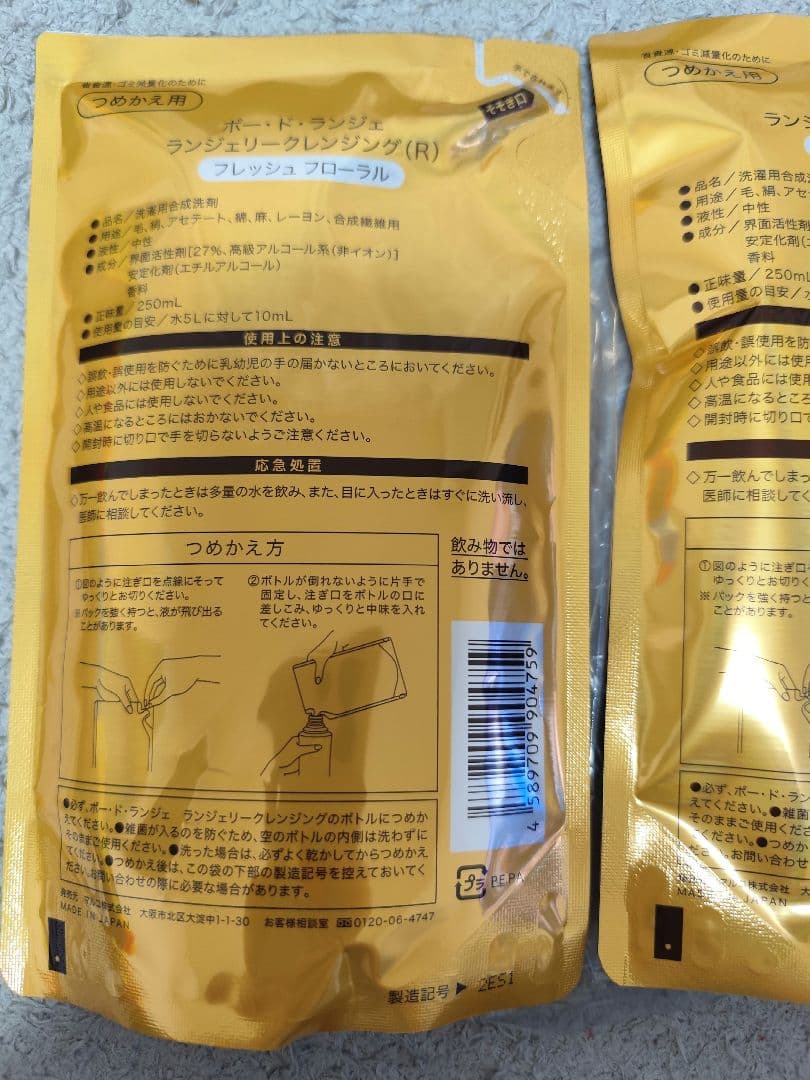 省資源・ゴミ減量化のために
つめかえ用
そそぎ口
ポー・ド・ランジェ
ランジェリークレンジング(R)
フレッシュ フローラル
●品名/洗濯用合成洗剤
●用途/毛、絹、アセテート、綿、麻、レーヨン、合成繊維用
●液性/中性
●成分/界面活性剤[27%、高級アルコール系(非イオン)]
安定化剤(エチルアルコール)
香料
●正味量/250mL
●使用量の目安/水5Lに対して10mL
使用上の注意
◇誤飲・誤使用を防ぐために乳幼児の手の届かないところにおいてください。
◇用途以外には使用しないでください。
◇人や食品には使用しないでください。
◇高温になるところにはおかないでください。
◇開封時に切り口で手を切らないようご注意ください。
応急処置
◇万一飲んでしまったときは多量の水を飲み、また、目に入ったときはすぐに洗い流し、
医師に相談してください。
つめかえ方
①図のように注ぎ口を点線にそって
ゆっくりとお切りください。
※パックを強く持つと、液が飛び出る
ことがあります。
②ボトルが倒れないように片手で
固定し、注ぎ口をボトルの口に
差しこみ、ゆっくりと中味を入れ
てください。
飲み物では
ありません。
4 589709 904759
●必ず、ポー・ド・ランジェ ランジェリークレンジングのボトルにつめか
えてください。●雑菌が入るのを防ぐため、空のボトルの内側は洗わずに
そのままご使用ください。●洗った場合は、必ずよく乾かしてからつめかえ
てください。●つめかえ後は、この袋の下部の製造記号を控えておいてく
ださい。お問い合わせの際に必要な場合があります。
プラ PE,PA
発売元 マルコ株式会社 大阪市北区大淀中1-1-30 お客様相談室 0120-06-4747
MADE IN JAPAN
製造記号▶ 2E51
省資源・ゴミ減量化のために
つめかえ用
●品名/洗濯用合成洗
●用途/毛、絹、アセ
●液性/中性
●成分/界面活性剤
香料
●正味量/250mL
●使用量の目安/水
◇誤飲・誤使用を防
◇用途以外には使
◇人や食品には使
◇高温になるところ
◇開封時に切り口
◇万一飲んでしまっ
医師に相談してく
①図のように注ぎ口
ゆっくりとお切りく
※パックを強く持つと
ことがあります。
●必ず、ポー・ド・ラン
えてください。●雑菌
そのままご使用くださ
てください。●つめか
お問い合わせ
マルコ株式会社
MADE IN JAPAN